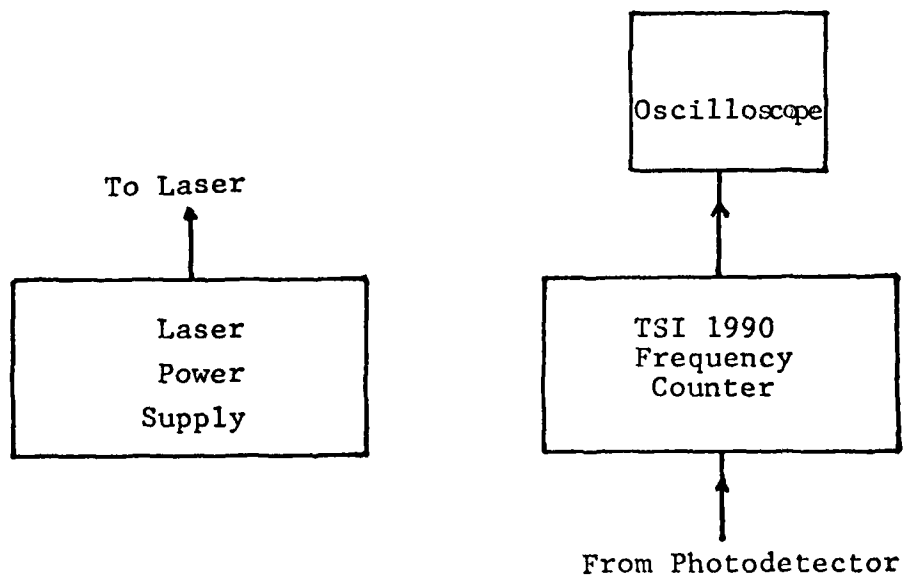 Oscilloscope
To Laser
Laser
Power
Supply
TSI 1990
Frequency
Counter
From Photodetector